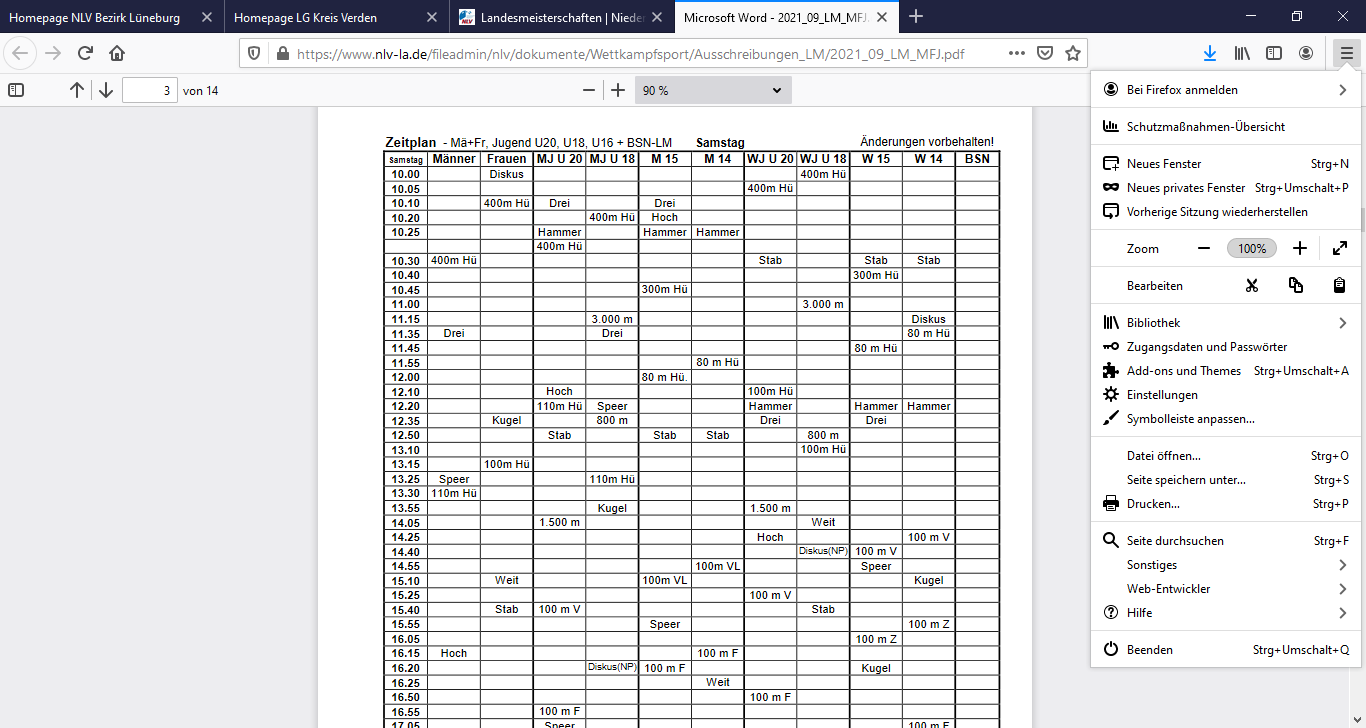 Homepage NLV Bezirk Lüneburg
Homepage LG Kreis Verden
NLV Landesmeisterschaften | Niede
Microsoft Word - 2021_09_LM_MFJ.
https://www.nlv-la.de/fileadmin/nlv/dokumente/Wettkampfsport/Ausschreibungen_LM/2021_09_LM_MFJ.pdf
3 von 14
90 %
Zeitplan - Mä+Fr, Jugend U20, U18, U16 + BSN-LM Samstag Änderungen vorbehalten!
Samstag Männer Frauen MJ U 20 MJ U 18 M 15 M 14 WJ U 20 WJ U 18 W 15 W 14 BSN
10.00 Diskus 400m Hü
10.05 400m Hü
10.10 400m Hü Drei Drei
10.20 400m Hü Hoch
10.25 Hammer Hammer Hammer
400m Hü
10.30 400m Hü Stab Stab Stab
10.40 300m Hü
10.45 300m Hü
11.00 3.000 m
11.15 3.000 m Diskus
11.35 Drei Drei 80 m Hü
11.45 80 m Hü
11.55 80 m Hü
12.00 80 m Hü.
12.10 Hoch 100m Hü
12.20 110m Hü Speer Hammer Hammer Hammer
12.35 Kugel 800 m Drei Drei
12.50 Stab Stab Stab 800 m
13.10 100m Hü
13.15 100m Hü
13.25 Speer 110m Hü
13.30 110m Hü
13.55 Kugel 1.500 m
14.05 1.500 m Weit
14.25 Hoch 100 m V
14.40 Diskus(NP) 100 m V
14.55 100m VL Speer
15.10 Weit 100m VL Kugel
15.25 100 m V
15.40 Stab 100 m V Stab
15.55 Speer 100 m Z
16.05 100 m Z
16.15 Hoch 100 m F
16.20 Diskus(NP) 100 m F Kugel
16.25 Weit
16.50 100 m F
16.55 100 m F
17.05 Speer 100 m F
Bei Firefox anmelden
Schutzmaßnahmen-Übersicht
Neues Fenster Strg+N
Neues privates Fenster Strg+Umschalt+P
Vorherige Sitzung wiederherstellen
Zoom 100%
Bearbeiten
Bibliothek
Zugangsdaten und Passwörter
Add-ons und Themes Strg+Umschalt+A
Einstellungen
Symbolleiste anpassen...
Datei öffnen... Strg+O
Seite speichern unter... Strg+S
Drucken... Strg+P
Seite durchsuchen Strg+F
Sonstiges
Web-Entwickler
Hilfe
Beenden Strg+Umschalt+Q